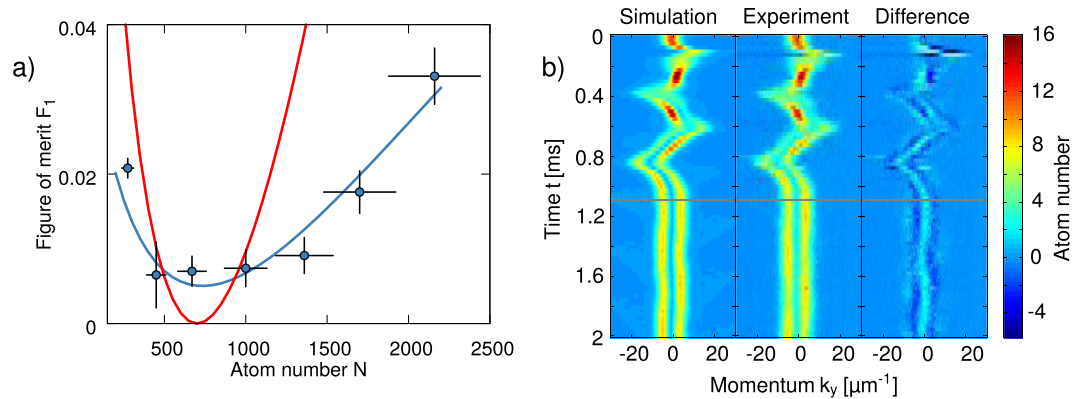 a)
Figure of merit F₁
0.04
0.02
0
500
1000
1500
2000
2500
Atom number N
b)
Simulation
Experiment
Difference
Time t [ms]
0
0.4
0.8
1.2
1.6
2
-20
0
20
-20
0
20
-20
0
20
Momentum kᵧ [µm⁻¹]
16
12
8
4
0
-4
Atom number